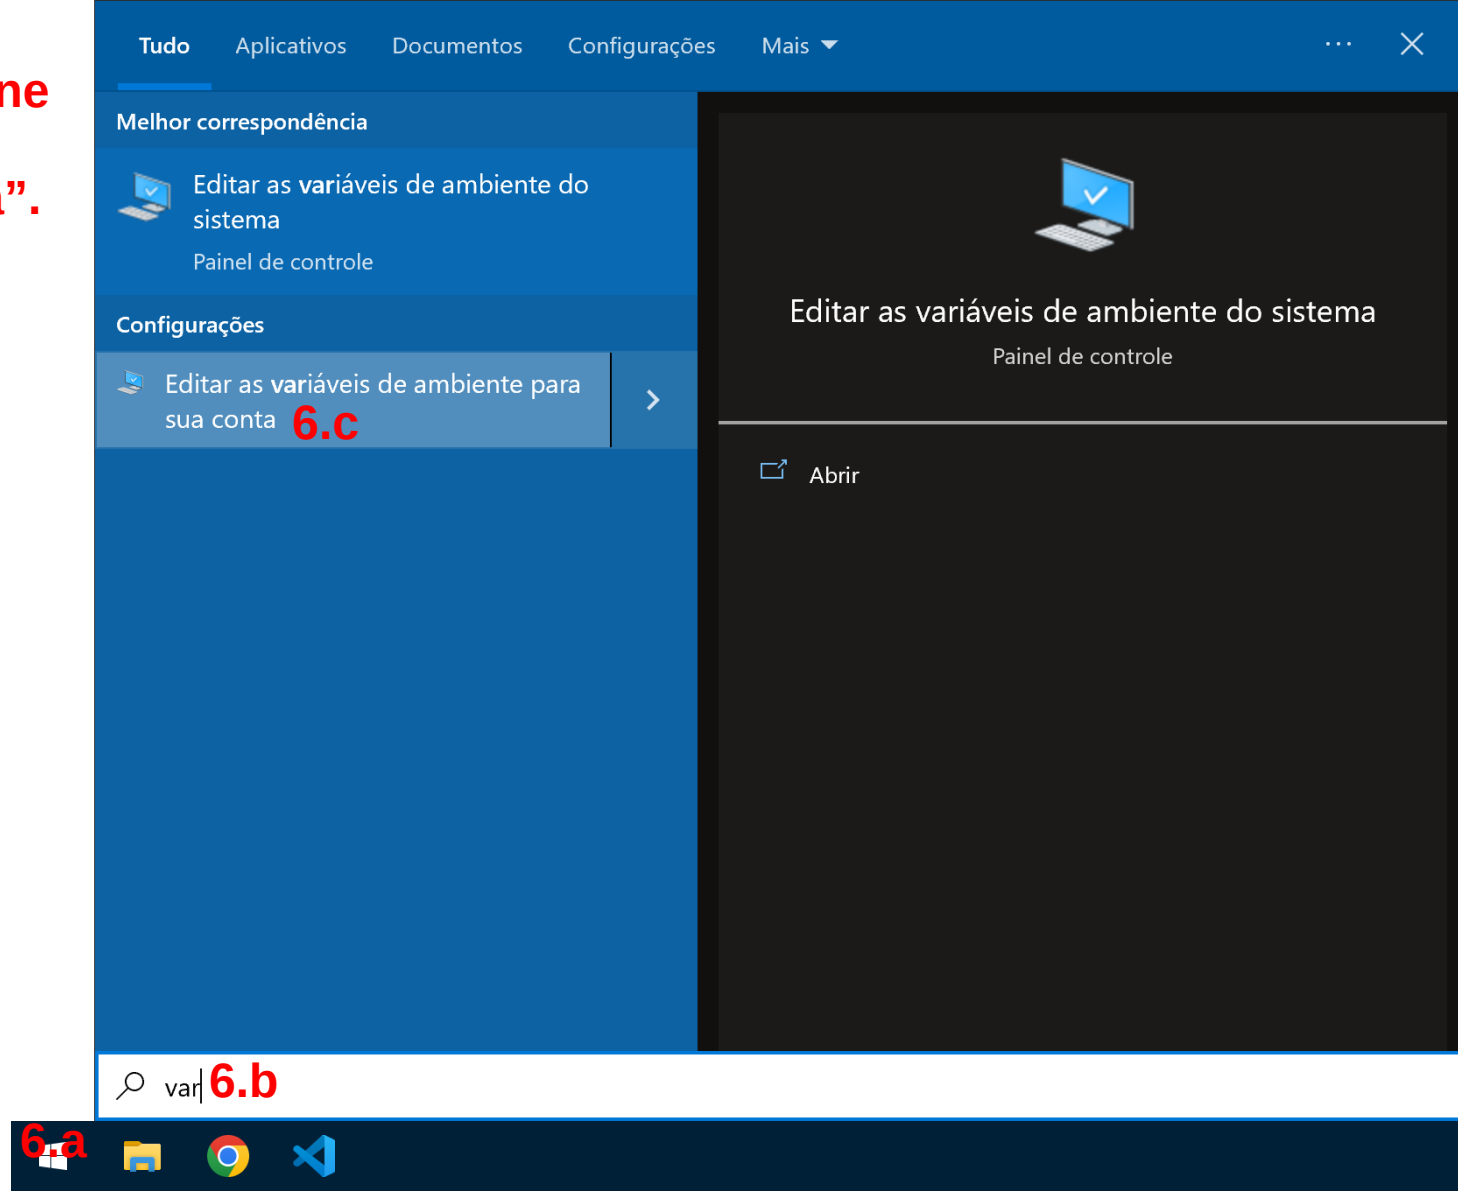 Tudo Aplicativos Documentos Configurações Mais
ne
Melhor correspondência
”.
Editar as variáveis de ambiente do
sistema
Painel de controle
Configurações
Editar as variáveis de ambiente para
sua conta 6.c
Editar as variáveis de ambiente do sistema
Painel de controle
Abrir
var 6.b
6.a